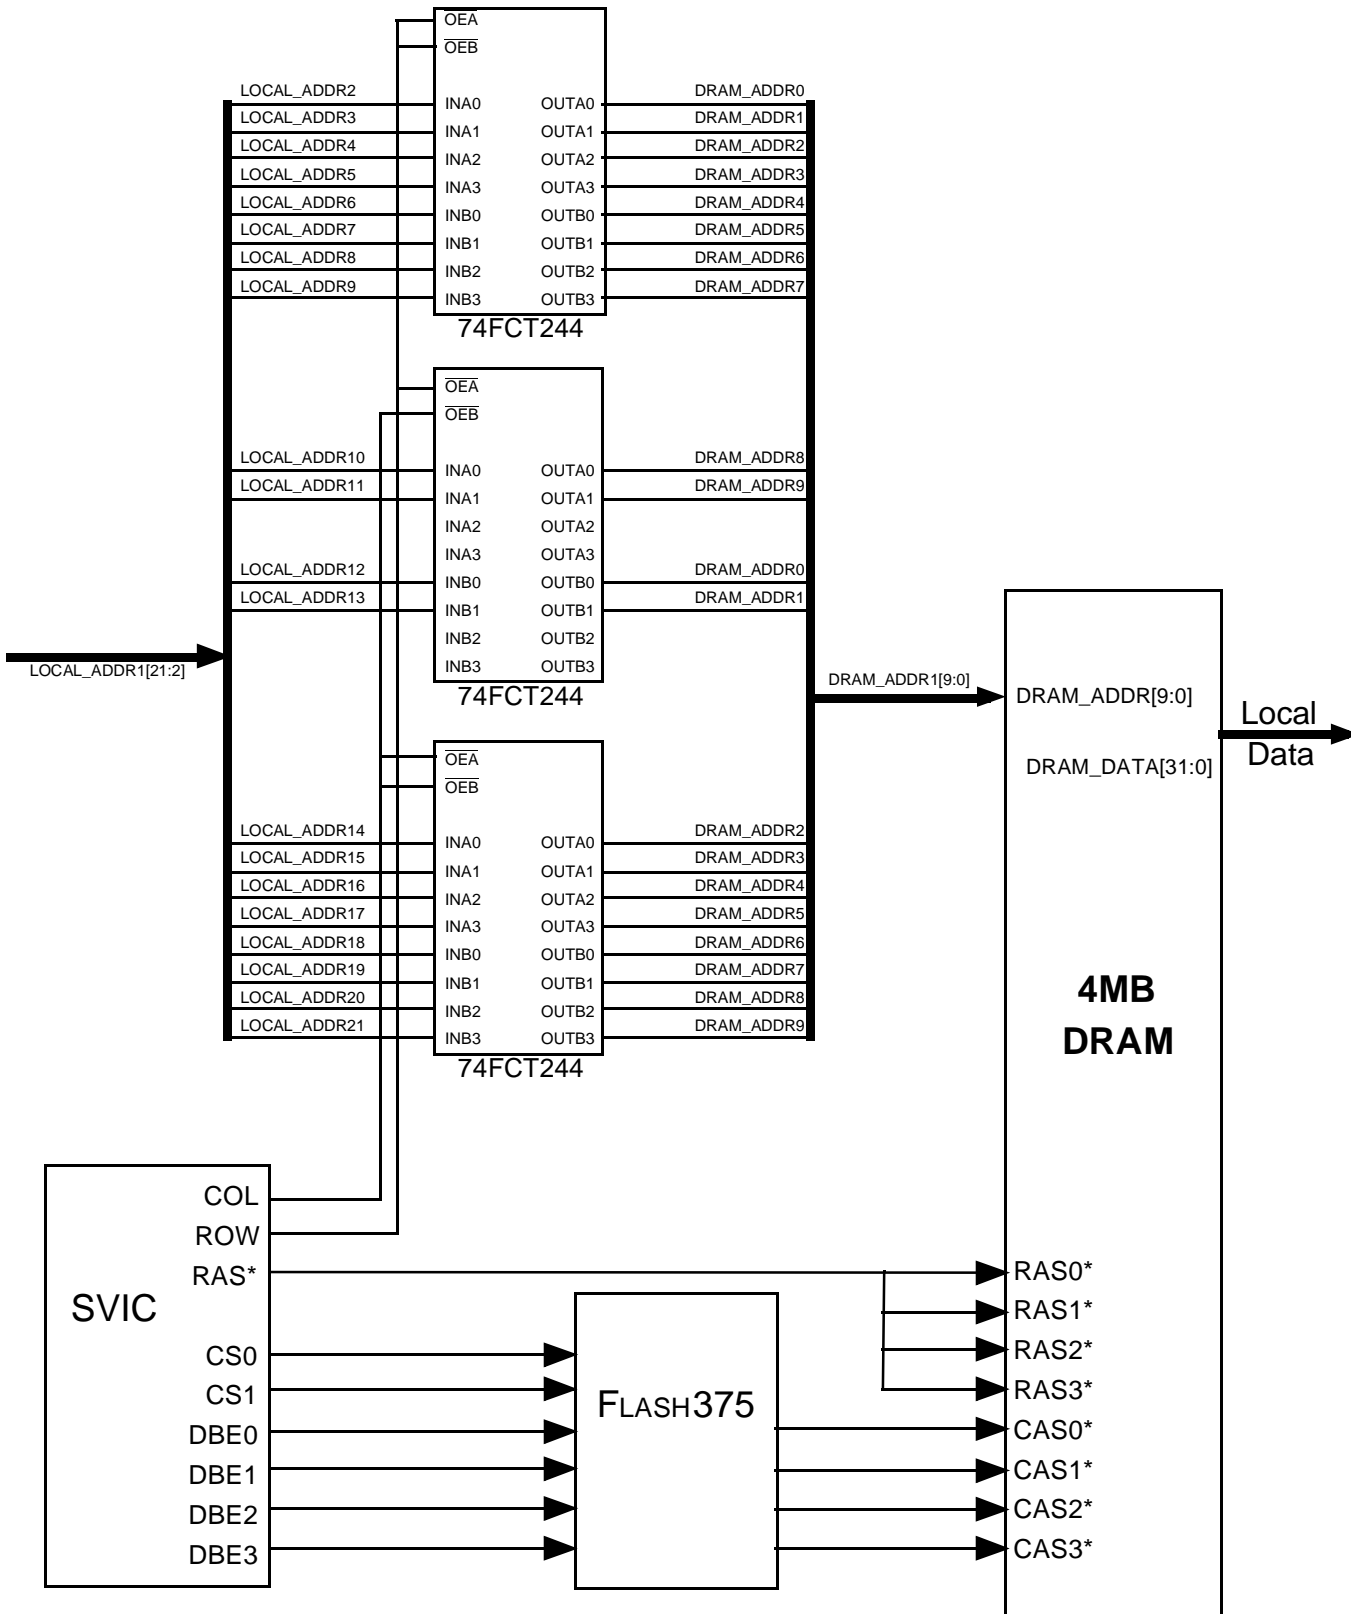 OEA
OEB
LOCAL_ADDR2 INA0 OUTA0 DRAM_ADDR0
LOCAL_ADDR3 INA1 OUTA1 DRAM_ADDR1
LOCAL_ADDR4 INA2 OUTA2 DRAM_ADDR2
LOCAL_ADDR5 INA3 OUTA3 DRAM_ADDR3
LOCAL_ADDR6 INB0 OUTB0 DRAM_ADDR4
LOCAL_ADDR7 INB1 OUTB1 DRAM_ADDR5
LOCAL_ADDR8 INB2 OUTB2 DRAM_ADDR6
LOCAL_ADDR9 INB3 OUTB3 DRAM_ADDR7
74FCT244
OEA
OEB
LOCAL_ADDR10 INA0 OUTA0 DRAM_ADDR8
LOCAL_ADDR11 INA1 OUTA1 DRAM_ADDR9
INA2 OUTA2
INA3 OUTA3
LOCAL_ADDR12 INB0 OUTB0 DRAM_ADDR0
LOCAL_ADDR13 INB1 OUTB1 DRAM_ADDR1
INB2 OUTB2
INB3 OUTB3
74FCT244
LOCAL_ADDR1[21:2]
DRAM_ADDR1[9:0]
OEA
OEB
LOCAL_ADDR14 INA0 OUTA0 DRAM_ADDR2
LOCAL_ADDR15 INA1 OUTA1 DRAM_ADDR3
LOCAL_ADDR16 INA2 OUTA2 DRAM_ADDR4
LOCAL_ADDR17 INA3 OUTA3 DRAM_ADDR5
LOCAL_ADDR18 INB0 OUTB0 DRAM_ADDR6
LOCAL_ADDR19 INB1 OUTB1 DRAM_ADDR7
LOCAL_ADDR20 INB2 OUTB2 DRAM_ADDR8
LOCAL_ADDR21 INB3 OUTB3 DRAM_ADDR9
74FCT244
DRAM_ADDR[9:0]
DRAM_DATA[31:0]
Local
Data
4MB
DRAM
SVIC
COL
ROW
RAS*
CS0
CS1
DBE0
DBE1
DBE2
DBE3
FLASH375
RAS0*
RAS1*
RAS2*
RAS3*
CAS0*
CAS1*
CAS2*
CAS3*